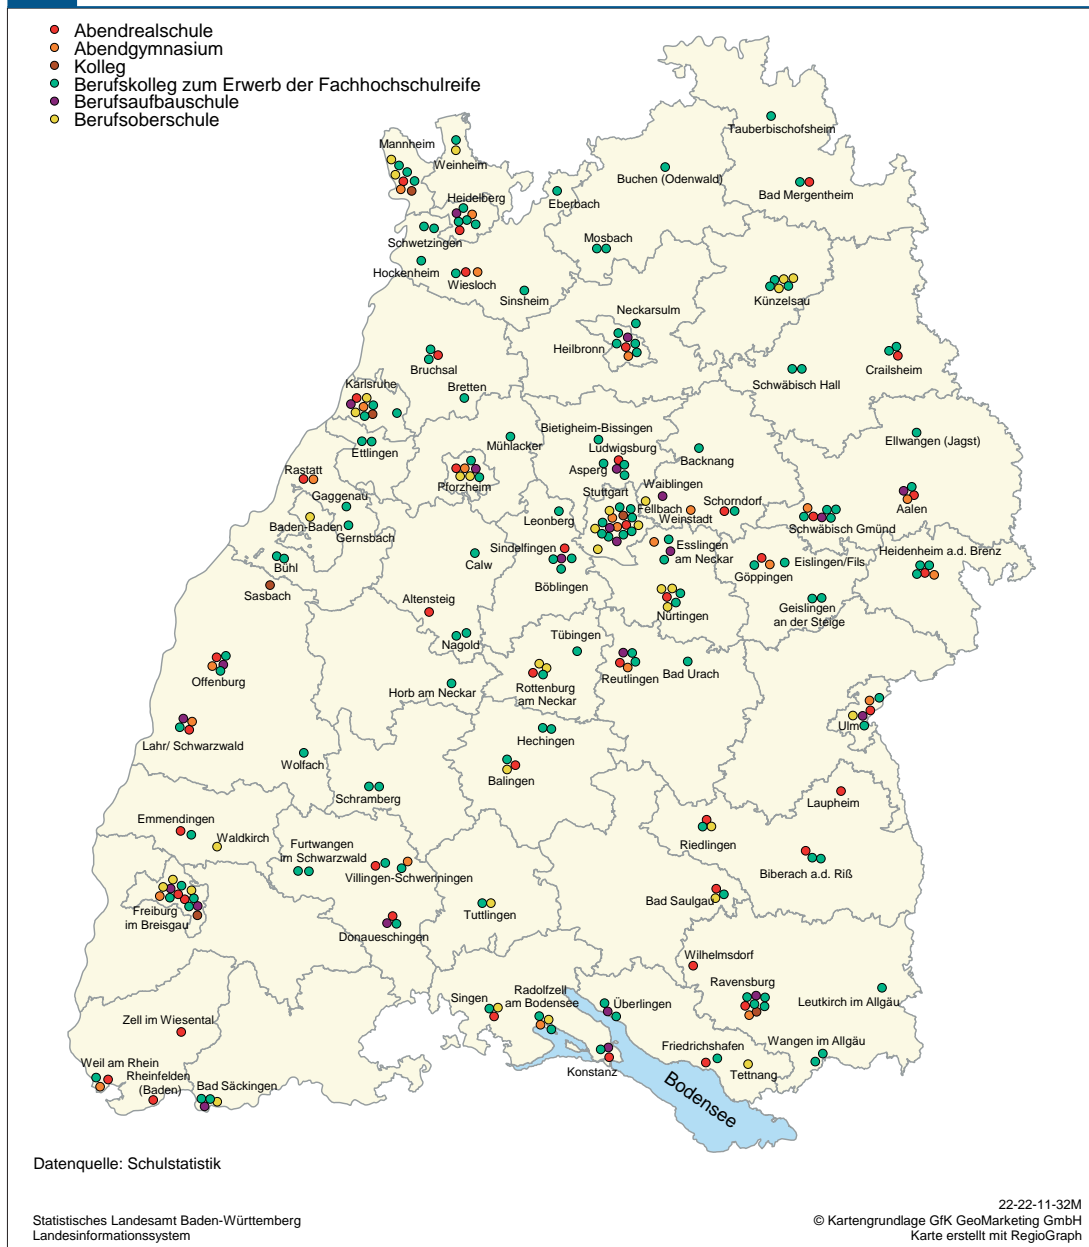 Abendrealschule
Abendgymnasium
Kolleg
Berufskolleg zum Erwerb der Fachhochschulreife
Berufsaufbauschule
Berufsoberschule
Tauberbischofsheim
Mannheim
Weinheim
Buchen (Odenwald)
Bad Mergentheim
Heidelberg
Eberbach
Schwetzingen
Mosbach
Hockenheim
Wiesloch
Sinsheim
Künzelsau
Neckarsulm
Heilbronn
Bruchsal
Crailsheim
Schwäbisch Hall
Karlsruhe
Bretten
Bietigheim-Bissingen
Ellwangen (Jagst)
Mühlacker
Ludwigsburg
Ettlingen
Backnang
Asperg
Rastatt
Pforzheim
Waiblingen
Gaggenau
Stuttgart
Schorndorf
Fellbach
Aalen
Baden-Baden
Leonberg
Weinstadt
Schwäbisch Gmünd
Gernsbach
Sindelfingen
Esslingen
am Neckar
Heidenheim a.d. Brenz
Bühl
Calw
Eislingen/Fils
Göppingen
Böblingen
Sasbach
Altensteig
Nürtingen
Geislingen
an der Steige
Nagold
Tübingen
Offenburg
Horb am Neckar
Rottenburg
am Neckar
Reutlingen
Bad Urach
Ulm
Lahr/ Schwarzwald
Hechingen
Wolfach
Balingen
Schramberg
Laupheim
Emmendingen
Waldkirch
Furtwangen
im Schwarzwald
Riedlingen
Villingen-Schwenningen
Biberach a.d. Riß
Freiburg
im Breisgau
Bad Saulgau
Tuttlingen
Donaueschingen
Wilhelmsdorf
Ravensburg
Radolfzell
am Bodensee
Singen
Überlingen
Leutkirch im Allgäu
Zell im Wiesental
Friedrichshafen
Wangen im Allgäu
Weil am Rhein
Rheinfelden
(Baden)
Bad Säckingen
Konstanz
Tettnang
Bodensee
Datenquelle: Schulstatistik
22-22-11-32M
Statistisches Landesamt Baden-Württemberg
© Kartengrundlage GfK GeoMarketing GmbH
Landesinformationssystem
Karte erstellt mit RegioGraph